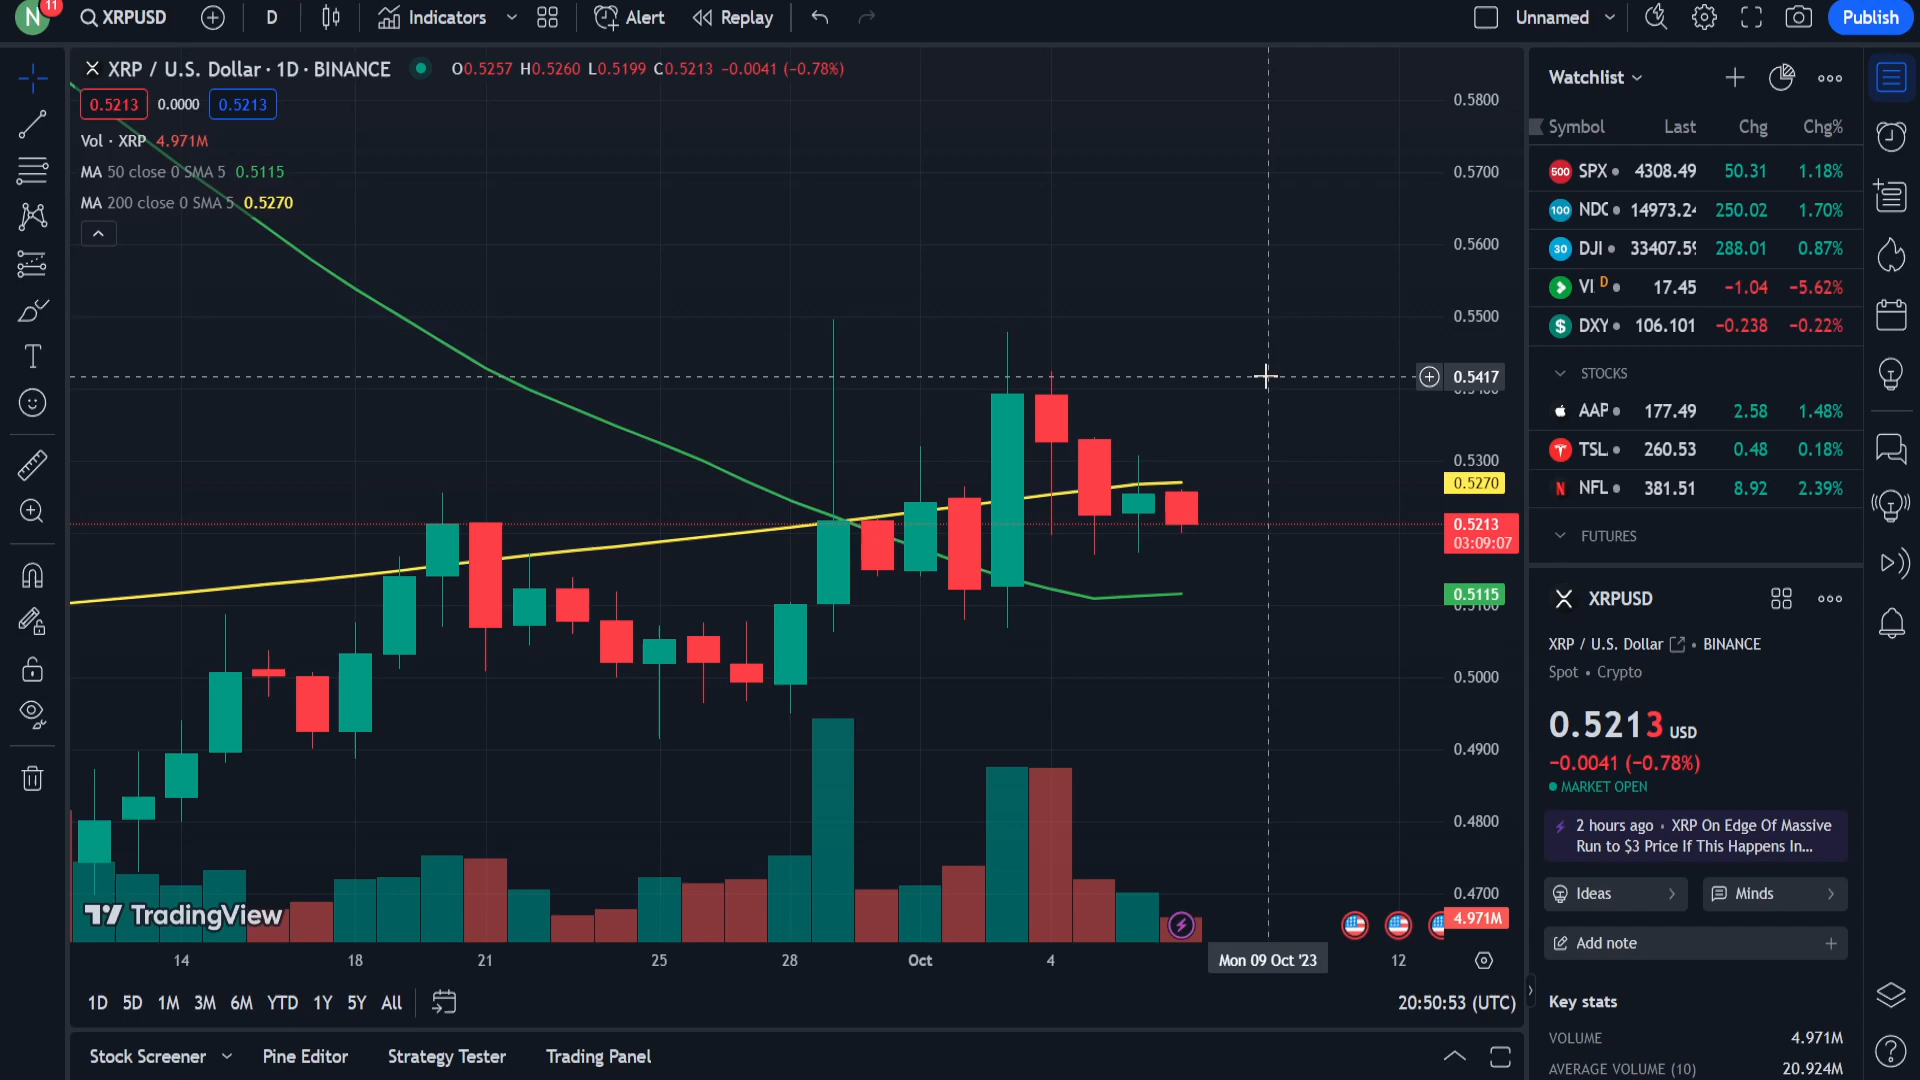 N 11 XRPUSD D Indicators Alert Replay Unnamed Publish
XRP / U.S. Dollar · 1D · BINANCE O0.5257 H0.5260 L0.5199 C0.5213 −0.0041 (−0.78%)
0.5213 0.0000 0.5213
Vol · XRP 4.971M
MA 50 close 0 SMA 5 0.5115
MA 200 close 0 SMA 5 0.5270
0.5800
0.5700
0.5600
0.5500
0.5417
0.5300
0.5270
0.5213
03:09:07
0.5115
0.5100
0.5000
0.4900
0.4800
0.4700
4.971M
TradingView
14 18 21 25 28 Oct 4 Mon 09 Oct '23 12
1D 5D 1M 3M 6M YTD 1Y 5Y All 20:50:53 (UTC)
Stock Screener Pine Editor Strategy Tester Trading Panel
Watchlist
Symbol Last Chg Chg%
500 SPX 4308.49 50.31 1.18%
100 NDC 14973.24 250.02 1.70%
30 DJI 33407.59 288.01 0.87%
VI D 17.45 −1.04 −5.62%
$ DXY 106.101 −0.238 −0.22%
STOCKS
AAP 177.49 2.58 1.48%
TSL 260.53 0.48 0.18%
N NFL 381.51 8.92 2.39%
FUTURES
XRPUSD
XRP / U.S. Dollar • BINANCE
Spot • Crypto
0.5213 USD
−0.0041 (−0.78%)
MARKET OPEN
2 hours ago • XRP On Edge Of Massive
Run to $3 Price If This Happens In...
Ideas Minds
Add note
Key stats
VOLUME 4.971M
AVERAGE VOLUME (10) 20.924M